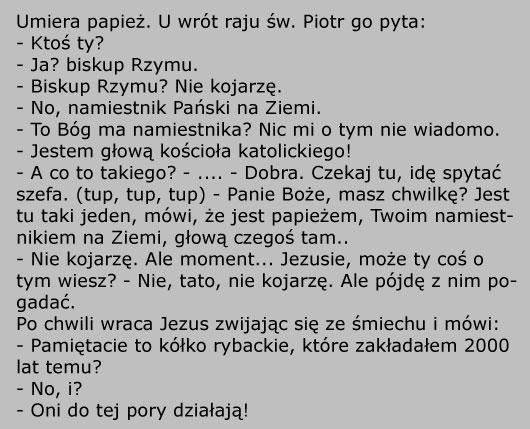 Umiera papież. U wrót raju św. Piotr go pyta:
- Ktoś ty?
- Ja? biskup Rzymu.
- Biskup Rzymu? Nie kojarzę.
- No, namiestnik Pański na Ziemi.
- To Bóg ma namiestnika? Nic mi o tym nie wiadomo.
- Jestem głową kościoła katolickiego!
- A co to takiego? - .... - Dobra. Czekaj tu, idę spytać
szefa. (tup, tup, tup) - Panie Boże, masz chwilkę? Jest
tu taki jeden, mówi, że jest papieżem, Twoim namiest-
nikiem na Ziemi, głową czegoś tam..
- Nie kojarzę. Ale moment... Jezusie, może ty coś o
tym wiesz? - Nie, tato, nie kojarzę. Ale pójdę z nim po-
gadać.
Po chwili wraca Jezus zwijając się ze śmiechu i mówi:
- Pamiętacie to kółko rybackie, które zakładałem 2000
lat temu?
- No, i?
- Oni do tej pory działają!